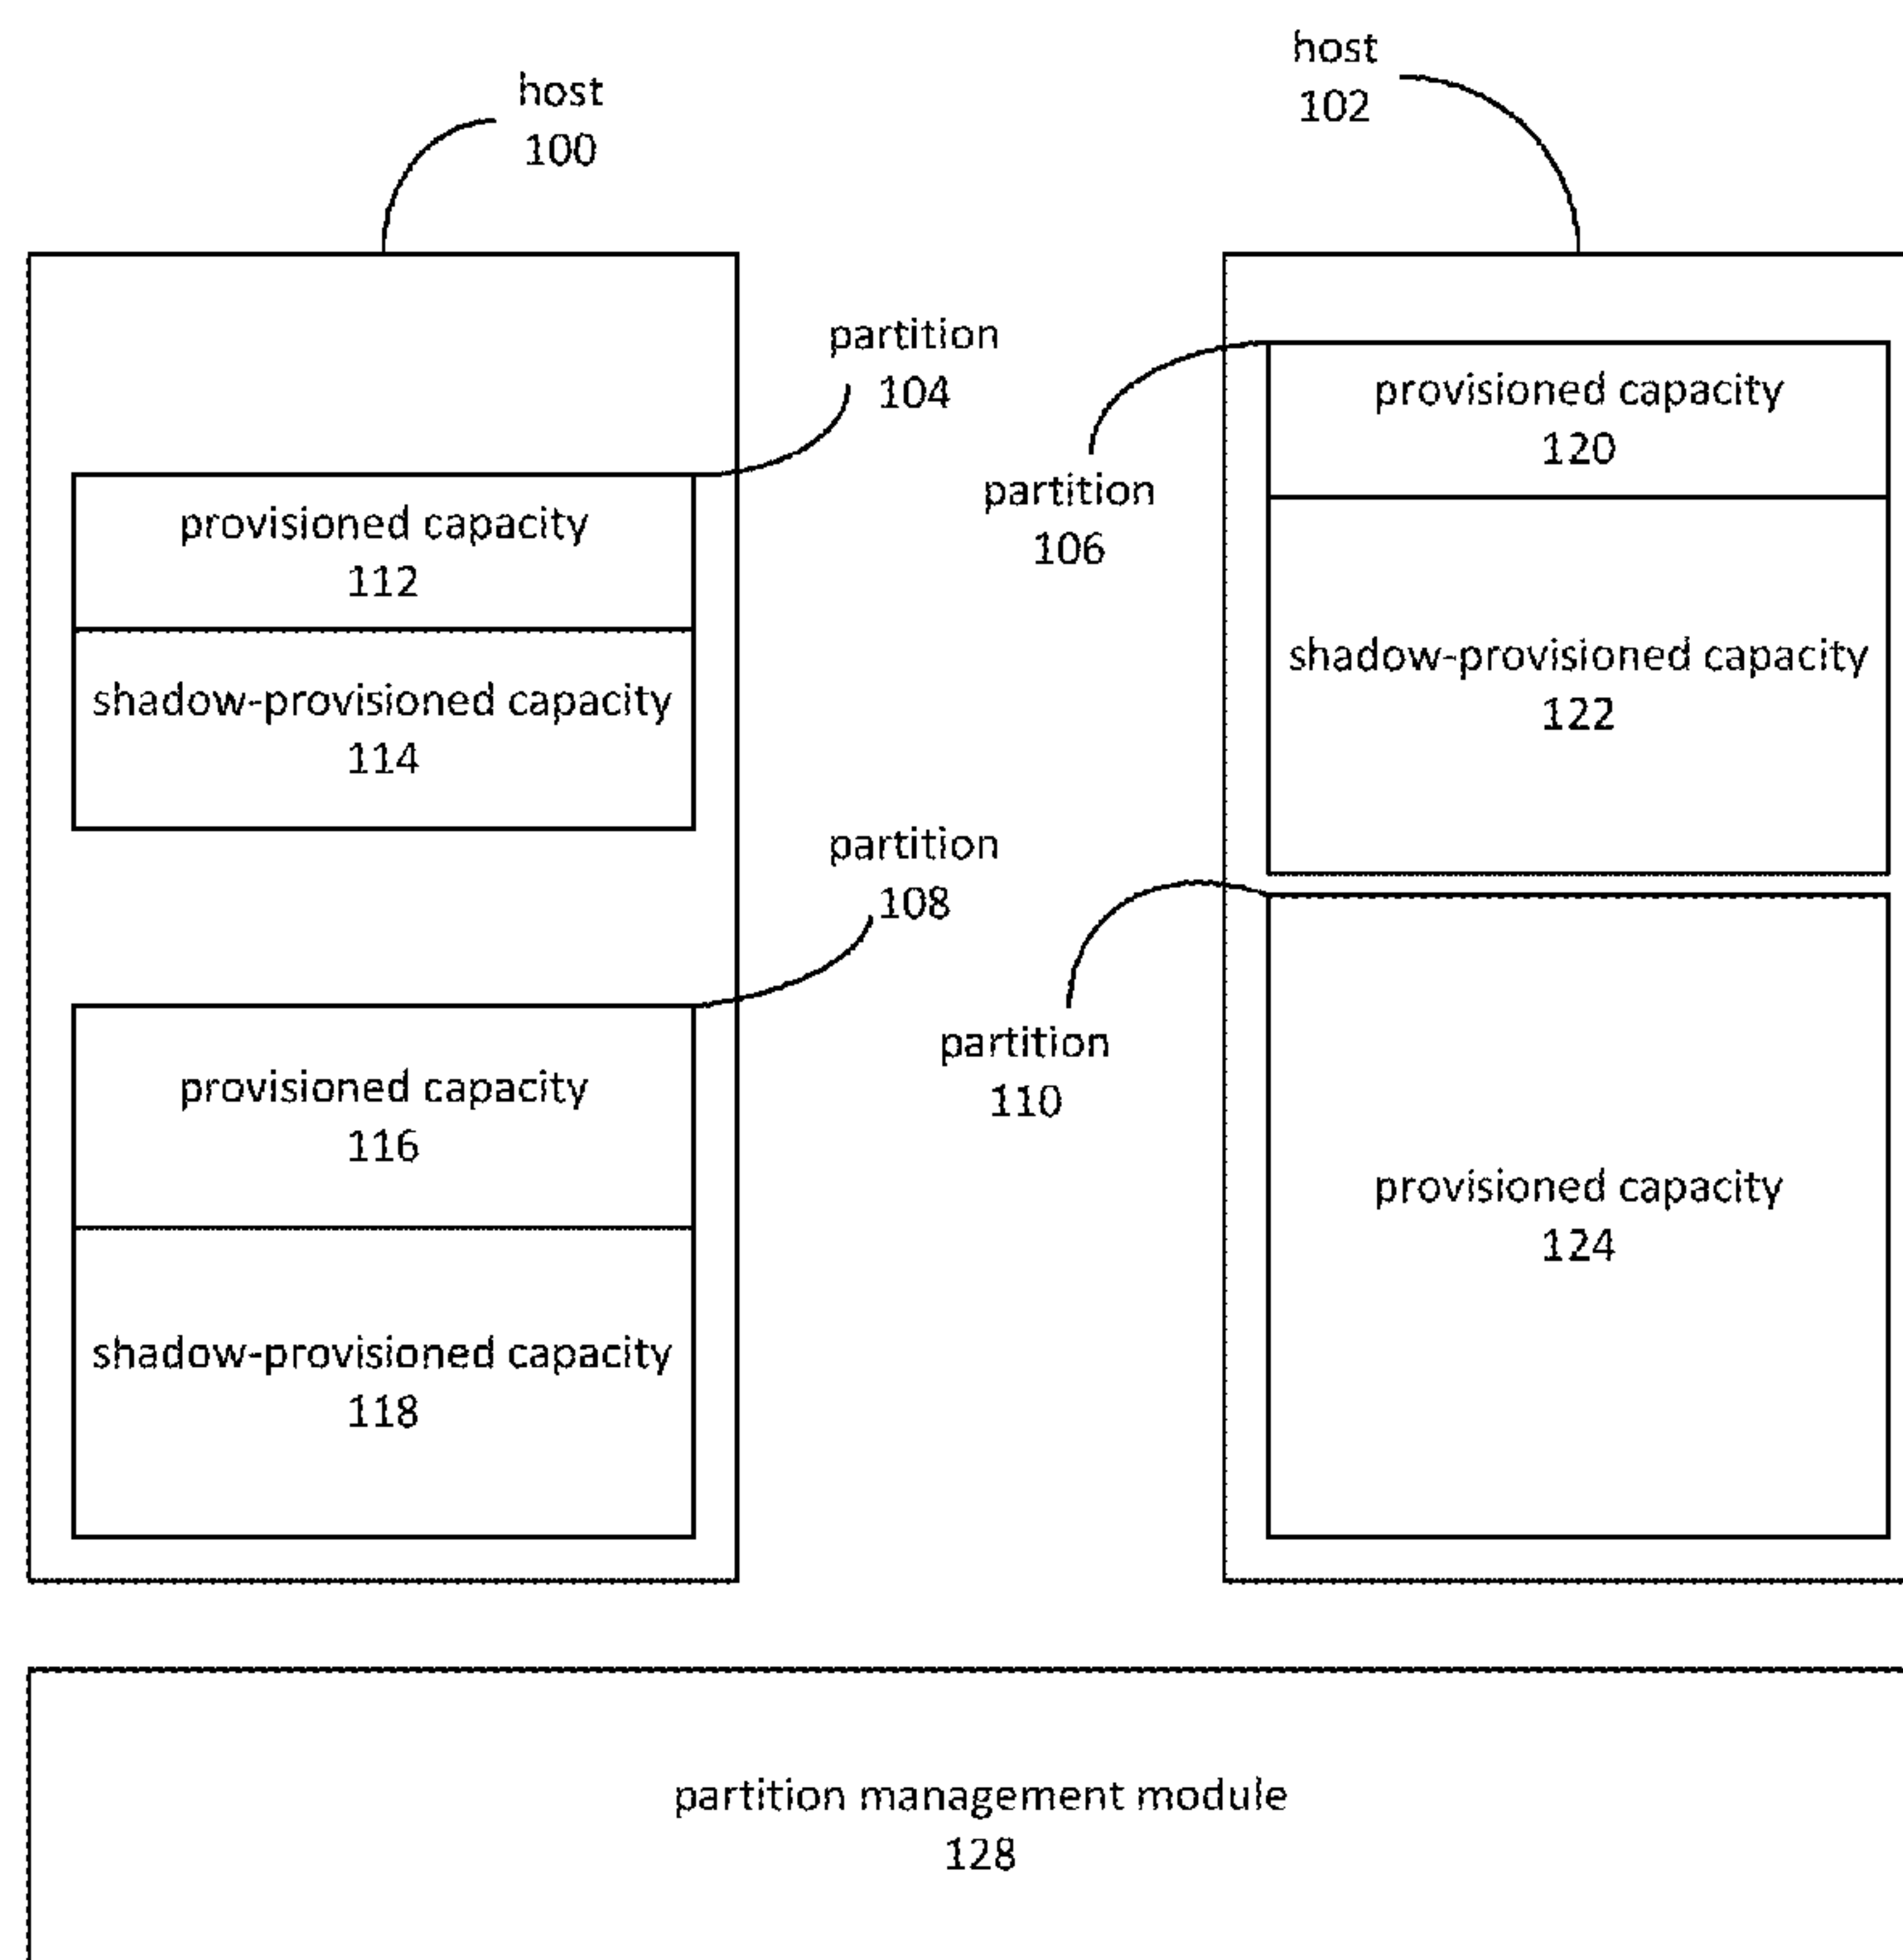 host
100
host
102
partition
104
provisioned capacity
112
shadow-provisioned capacity
114
partition
108
provisioned capacity
116
shadow-provisioned capacity
118
partition
106
provisioned capacity
120
shadow-provisioned capacity
122
partition
110
provisioned capacity
124
partition management module
128